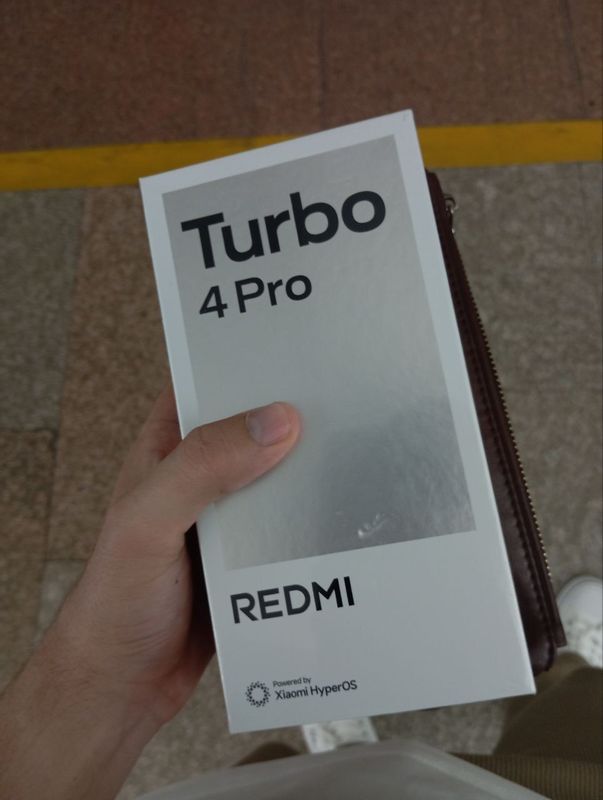 Turbo
4 Pro
REDMI
Powered by
Xiaomi HyperOS